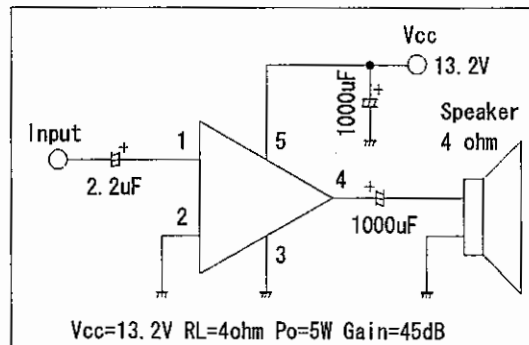 Vcc
13.2V
1000uF
+
Speaker
4 ohm
Input
+
1
5
2.2uF
4
+
2
1000uF
3
Vcc=13.2V RL=4ohm Po=5W Gain=45dB